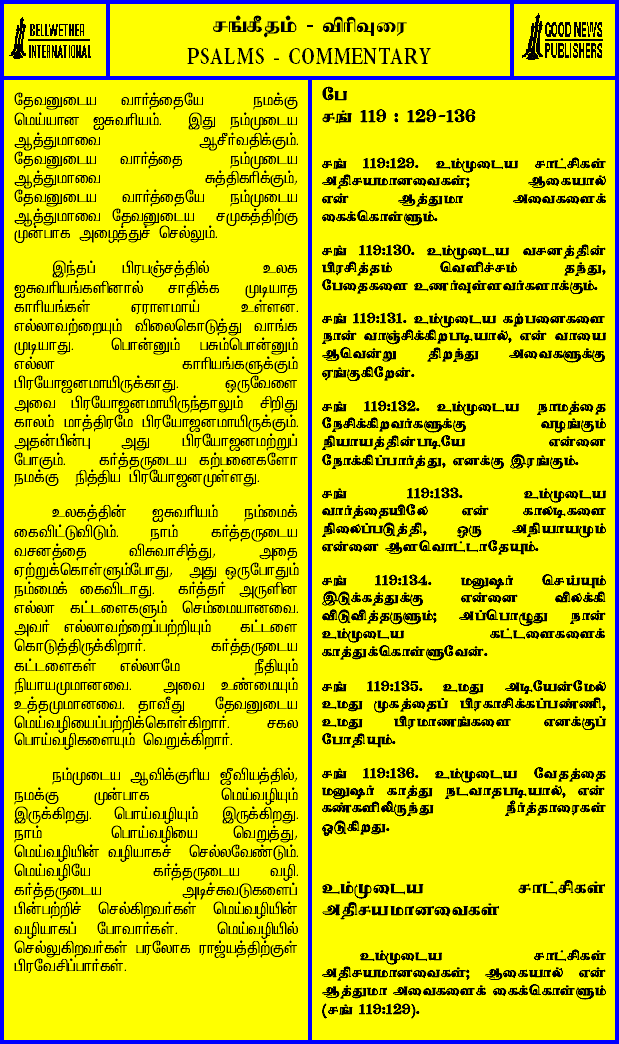 BELLWETHER
INTERNATIONAL
சங்கீதம் - விரிவுரை
PSALMS - COMMENTARY
GOOD NEWS
PUBLISHERS
தேவனுடைய வார்த்தையே நமக்கு
மெய்யான ஐசுவரியம். இது நம்முடைய
ஆத்துமாவை ஆசீர்வதிக்கும்.
தேவனுடைய வார்த்தை நம்முடைய
ஆத்துமாவை சுத்திகரிக்கும்,
தேவனுடைய வார்த்தையே நம்முடைய
ஆத்துமாவை தேவனுடைய சமுகத்திற்கு
முன்பாக அழைத்துச் செல்லும்.
இந்தப் பிரபஞ்சத்தில் உலக
ஐசுவரியங்களினால் சாதிக்க முடியாத
காரியங்கள் ஏராளமாய் உள்ளன.
எல்லாவற்றையும் விலைகொடுத்து வாங்க
முடியாது. பொன்னும் பசும்பொன்னும்
எல்லா காரியங்களுக்கும்
பிரயோஜனமாயிருக்காது. ஒருவேளை
அவை பிரயோஜனமாயிருந்தாலும் சிறிது
காலம் மாத்திரமே பிரயோஜனமாயிருக்கும்.
அதன்பின்பு அது பிரயோஜனமற்றுப்
போகும். கர்த்தருடைய கற்பனைகளோ
நமக்கு நித்திய பிரயோஜனமுள்ளது.
உலகத்தின் ஐசுவரியம் நம்மைக்
கைவிட்டுவிடும். நாம் கர்த்தருடைய
வசனத்தை விசுவாசித்து, அதை
ஏற்றுக்கொள்ளும்போது, அது ஒருபோதும்
நம்மைக் கைவிடாது. கர்த்தர் அருளின
எல்லா கட்டளைகளும் செம்மையானவை.
அவர் எல்லாவற்றைப்பற்றியும் கட்டளை
கொடுத்திருக்கிறார். கர்த்தருடைய
கட்டளைகள் எல்லாமே நீதியும்
நியாயமுமானவை. அவை உண்மையும்
உத்தமுமானவை. தாவீது தேவனுடைய
மெய்வழியைப்பற்றிக்கொள்கிறார். சகல
பொய்வழிகளையும் வெறுக்கிறார்.
நம்முடைய ஆவிக்குரிய ஜீவியத்தில்,
நமக்கு முன்பாக மெய்வழியும்
இருக்கிறது. பொய்வழியும் இருக்கிறது.
நாம் பொய்வழியை வெறுத்து,
மெய்வழியின் வழியாகச் செல்லவேண்டும்.
மெய்வழியே கர்த்தருடைய வழி.
கர்த்தருடைய அடிச்சுவடுகளைப்
பின்பற்றிச் செல்கிறவர்கள் மெய்வழியின்
வழியாகப் போவார்கள். மெய்வழியில்
செல்லுகிறவர்கள் பரலோக ராஜ்யத்திற்குள்
பிரவேசிப்பார்கள்.
பே
சங் 119 : 129-136
சங் 119:129. உம்முடைய சாட்சிகள்
அதிசயமானவைகள்; ஆகையால்
என் ஆத்துமா அவைகளைக்
கைக்கொள்ளும்.
சங் 119:130. உம்முடைய வசனத்தின்
பிரசித்தம் வெளிச்சம் தந்து,
பேதைகளை உணர்வுள்ளவர்களாக்கும்.
சங் 119:131. உம்முடைய கற்பனைகளை
நான் வாஞ்சிக்கிறபடியால், என் வாயை
ஆவென்று திறந்து அவைகளுக்கு
ஏங்குகிறேன்.
சங் 119:132. உம்முடைய நாமத்தை
நேசிக்கிறவர்களுக்கு வழங்கும்
நியாயத்தின்படியே என்னை
நோக்கிப்பார்த்து, எனக்கு இரங்கும்.
சங் 119:133. உம்முடைய
வார்த்தையிலே என் காலடிகளை
நிலைப்படுத்தி, ஒரு அநியாயமும்
என்னை ஆளவொட்டாதேயும்.
சங் 119:134. மனுஷர் செய்யும்
இடுக்கத்துக்கு என்னை விலக்கி
விடுவித்தருளும்; அப்பொழுது நான்
உம்முடைய கட்டளைகளைக்
காத்துக்கொள்ளுவேன்.
சங் 119:135. உமது அடியேன்மேல்
உமது முகத்தைப் பிரகாசிக்கப்பண்ணி,
உமது பிரமாணங்களை எனக்குப்
போதியும்.
சங் 119:136. உம்முடைய வேதத்தை
மனுஷர் காத்து நடவாதபடியால், என்
கண்களிலிருந்து நீர்த்தாரைகள்
ஓடுகிறது.
உம்முடைய சாட்சிகள்
அதிசயமானவைகள்
உம்முடைய சாட்சிகள்
அதிசயமானவைகள்; ஆகையால் என்
ஆத்துமா அவைகளைக் கைக்கொள்ளும்
(சங் 119:129).